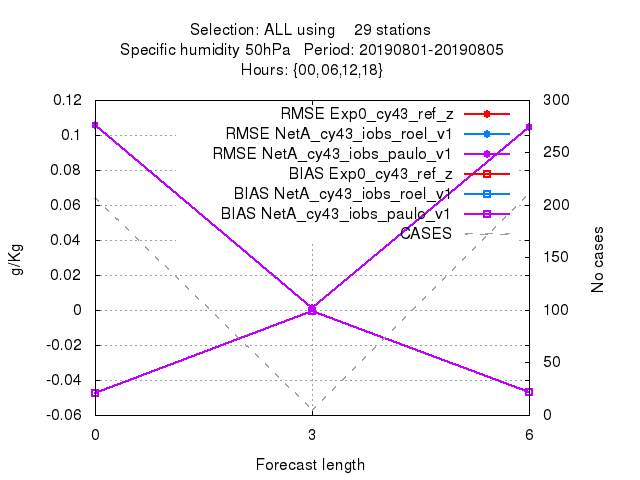 Selection: ALL using    29 stations
Specific humidity 50hPa   Period: 20190801-20190805
Hours: {00,06,12,18}
RMSE Exp0_cy43_ref_z
RMSE NetA_cy43_iobs_roel_v1
RMSE NetA_cy43_iobs_paulo_v1
BIAS Exp0_cy43_ref_z
BIAS NetA_cy43_iobs_roel_v1
BIAS NetA_cy43_iobs_paulo_v1
CASES
0.12
0.1
0.08
0.06
0.04
0.02
0
-0.02
-0.04
-0.06
g/Kg
300
250
200
150
100
50
0
No cases
0 3 6
Forecast length